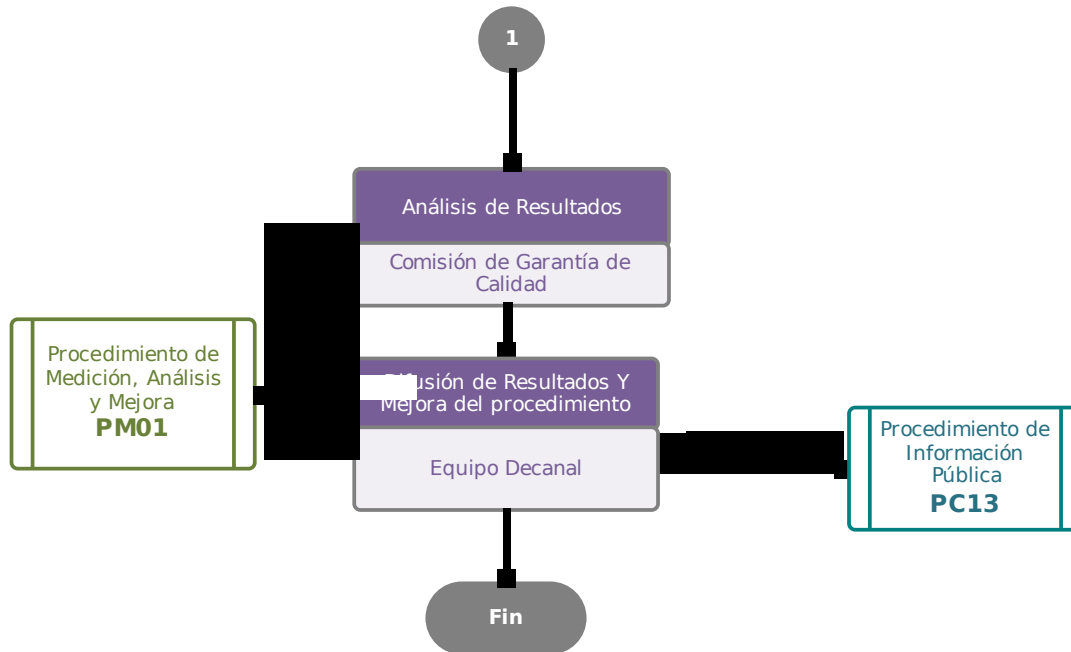 1
Análisis de Resultados
Comisión de Garantía de
Calidad
Procedimiento de
Medición, Análisis
y Mejora
PM01
de Resultados Y
Mejora del procedimiento
Equipo Decanal
Procedimiento de
Información
Pública
PC13
Fin